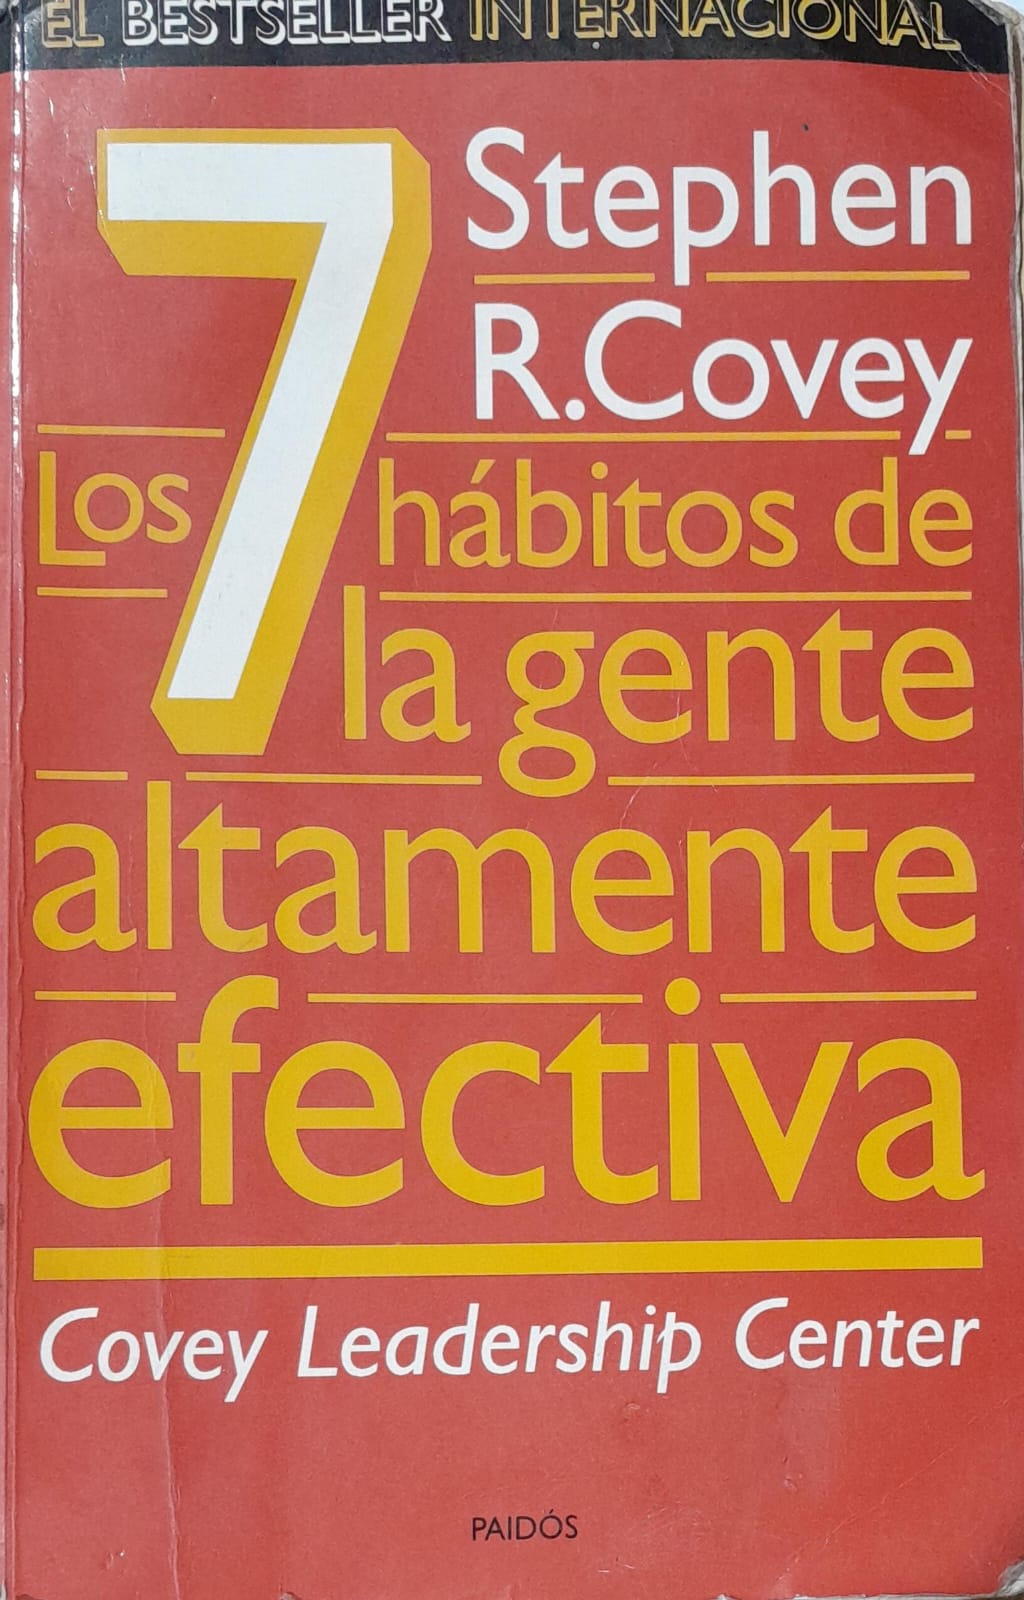 EL BESTSELLER INTERNACIONAL
Stephen
R. Covey
Los 7 hábitos de
la gente
altamente
efectiva
Covey Leadership Center
PAIDÓS